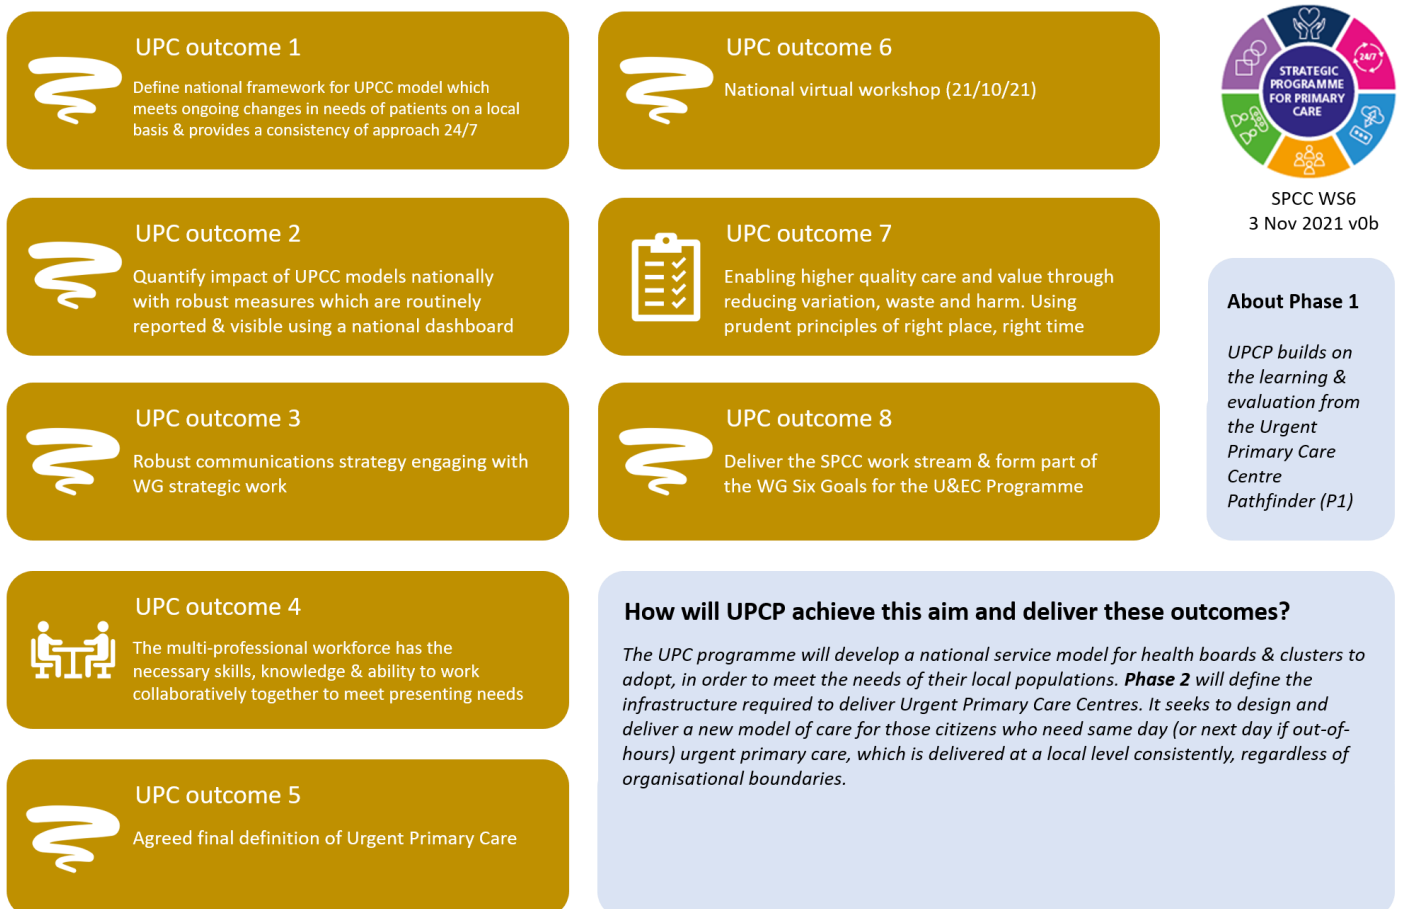 UPC outcome 1
Define national framework for UPCC model which
meets ongoing changes in needs of patients on a local
basis & provides a consistency of approach 24/7
UPC outcome 2
Quantify impact of UPCC models nationally
with robust measures which are routinely
reported & visible using a national dashboard
UPC outcome 3
Robust communications strategy engaging with
WG strategic work
UPC outcome 4
The multi-professional workforce has the
necessary skills, knowledge & ability to work
collaboratively together to meet presenting needs
UPC outcome 5
Agreed final definition of Urgent Primary Care
UPC outcome 6
National virtual workshop (21/10/21)
UPC outcome 7
Enabling higher quality care and value through
reducing variation, waste and harm. Using
prudent principles of right place, right time
UPC outcome 8
Deliver the SPCC work stream & form part of
the WG Six Goals for the U&EC Programme
24/7
STRATEGIC
PROGRAMME
FOR PRIMARY
CARE
SPCC WS6
3 Nov 2021 v0b
About Phase 1
UPCP builds on
the learning &
evaluation from
the Urgent
Primary Care
Centre
Pathfinder (P1)
How will UPCP achieve this aim and deliver these outcomes?
The UPC programme will develop a national service model for health boards & clusters to
adopt, in order to meet the needs of their local populations. Phase 2 will define the
infrastructure required to deliver Urgent Primary Care Centres. It seeks to design and
deliver a new model of care for those citizens who need same day (or next day if out-of-
hours) urgent primary care, which is delivered at a local level consistently, regardless of
organisational boundaries.